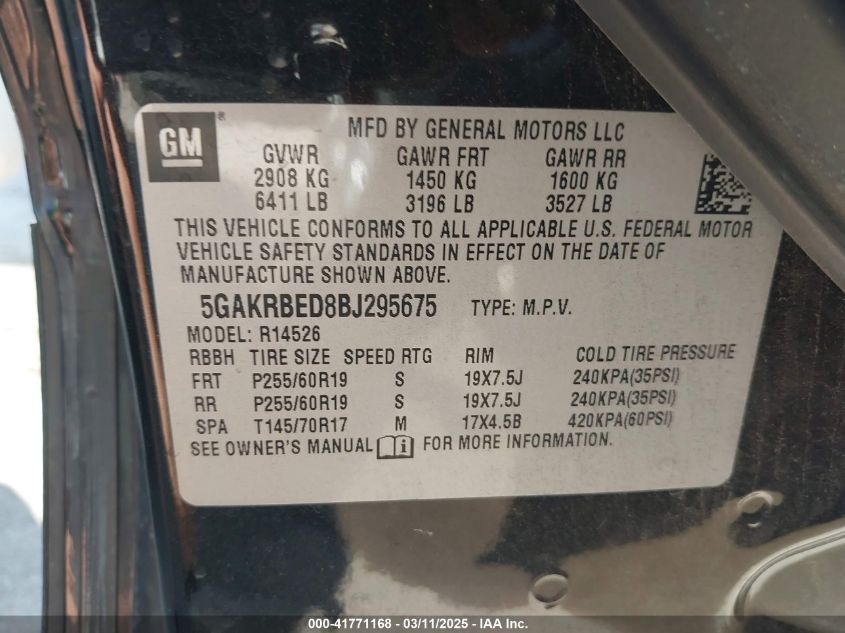 GM ®
MFD BY GENERAL MOTORS LLC
GVWR GAWR FRT GAWR RR
2908 KG 1450 KG 1600 KG
6411 LB 3196 LB 3527 LB
THIS VEHICLE CONFORMS TO ALL APPLICABLE U.S. FEDERAL MOTOR
VEHICLE SAFETY STANDARDS IN EFFECT ON THE DATE OF
MANUFACTURE SHOWN ABOVE.
5GAKRBED8BJ295675 TYPE: M.P.V.
MODEL: R14526
RBBH TIRE SIZE SPEED RTG RIM COLD TIRE PRESSURE
FRT P255/60R19 S 19X7.5J 240KPA(35PSI)
RR P255/60R19 S 19X7.5J 240KPA(35PSI)
SPA T145/70R17 M 17X4.5B 420KPA(60PSI)
SEE OWNER'S MANUAL i FOR MORE INFORMATION.
000-41771168 - 03/11/2025 - IAA Inc.